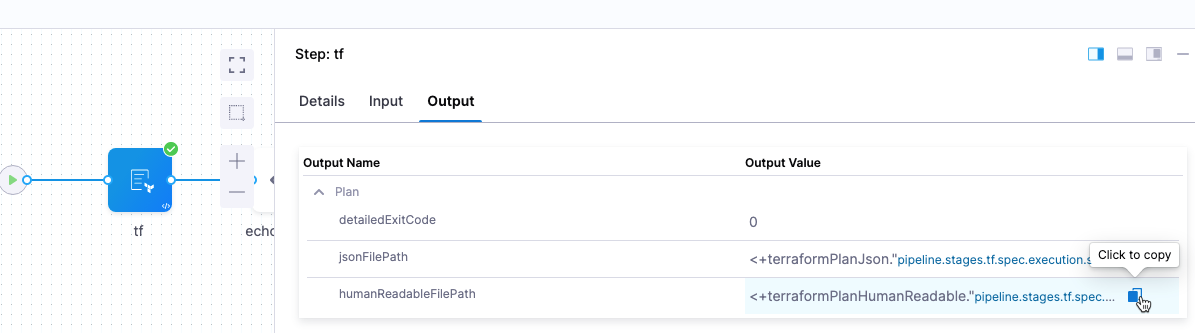 Step: tf
Details Input Output
Output Name Output Value
Plan
detailedExitCode 0
jsonFilePath <+terraformPlanJson."pipeline.stages.tf.spec.execution.s
Click to copy
humanReadableFilePath <+terraformPlanHumanReadable."pipeline.stages.tf.spec....
tf
echo